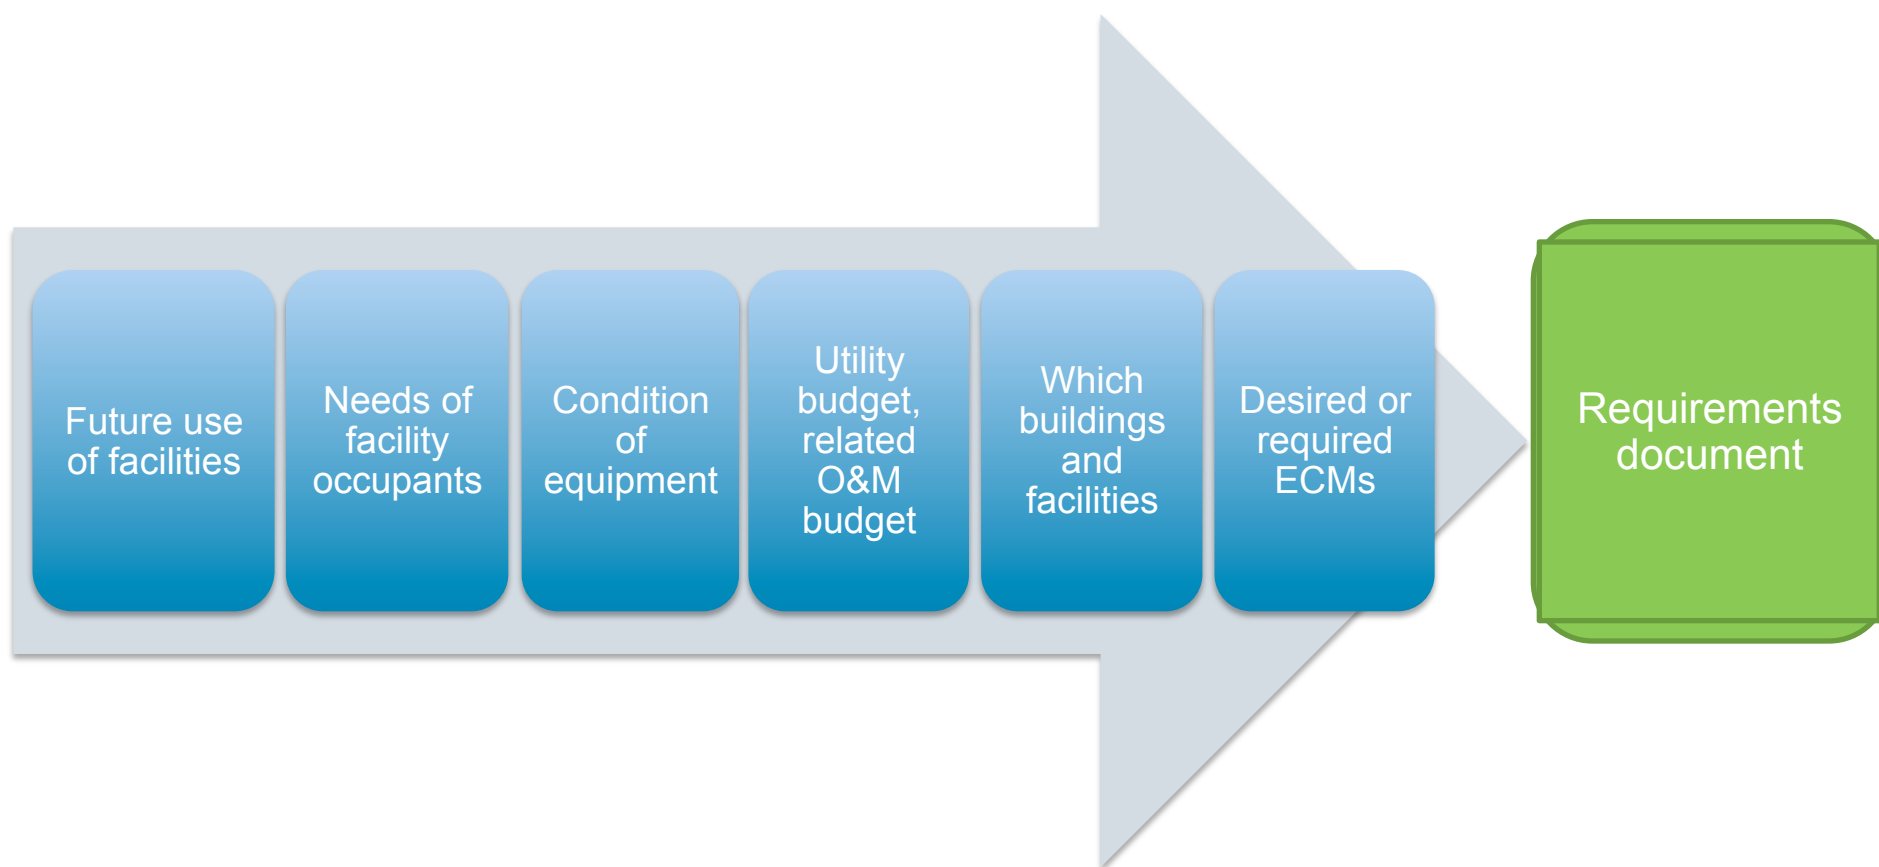 Future use
of facilities
Needs of
facility
occupants
Condition
of
equipment
Utility
budget,
related
O&M
budget
Which
buildings
and
facilities
Desired or
required
ECMs
Requirements
document